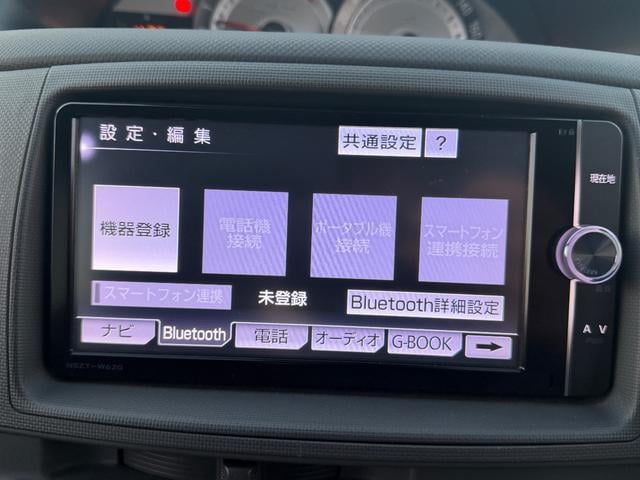 設定・編集
共通設定
?
現在地
機器登録
電話機
接続
ポータブル機
接続
スマートフォン
連携接続
スマートフォン連携
未登録
Bluetooth詳細設定
ナビ
Bluetooth
電話
オーディオ
G-BOOK
AV
NSZT-W62G